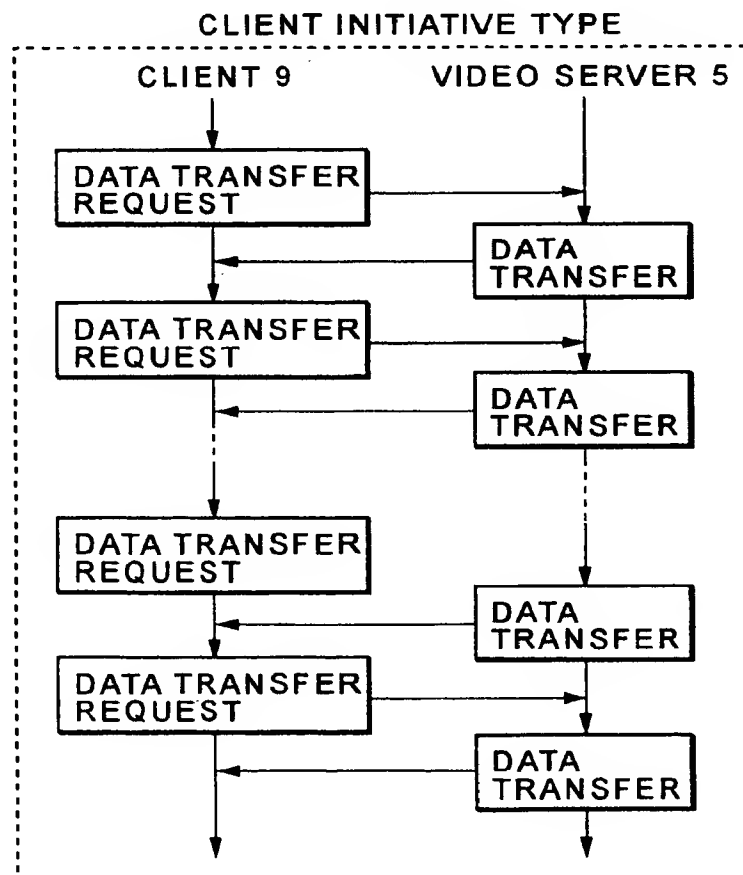 CLIENT INITIATIVE TYPE
CLIENT 9
VIDEO SERVER 5
DATA TRANSFER
REQUEST
DATA
TRANSFER
DATA TRANSFER
REQUEST
DATA
TRANSFER
DATA TRANSFER
REQUEST
DATA
TRANSFER
DATA TRANSFER
REQUEST
DATA
TRANSFER